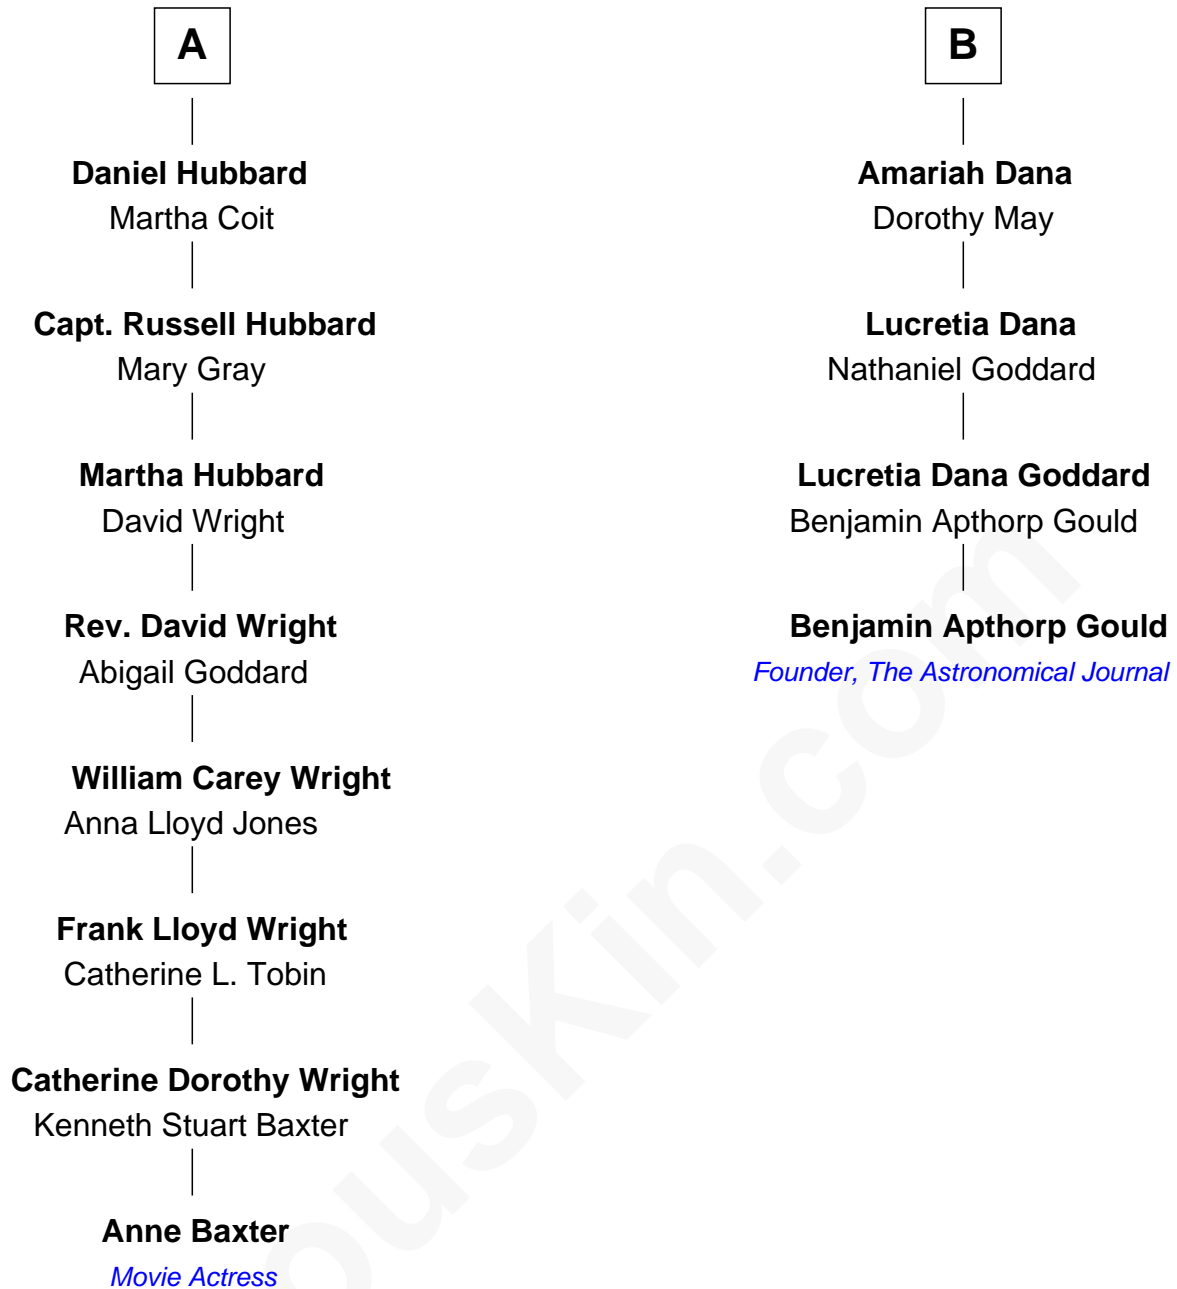 A
Daniel Hubbard
Martha Coit
Capt. Russell Hubbard
Mary Gray
Martha Hubbard
David Wright
Rev. David Wright
Abigail Goddard
William Carey Wright
Anna Lloyd Jones
Frank Lloyd Wright
Catherine L. Tobin
Catherine Dorothy Wright
Kenneth Stuart Baxter
Anne Baxter
Movie Actress
B
Amariah Dana
Dorothy May
Lucretia Dana
Nathaniel Goddard
Lucretia Dana Goddard
Benjamin Apthorp Gould
Benjamin Apthorp Gould
Founder, The Astronomical Journal
ousKin.com